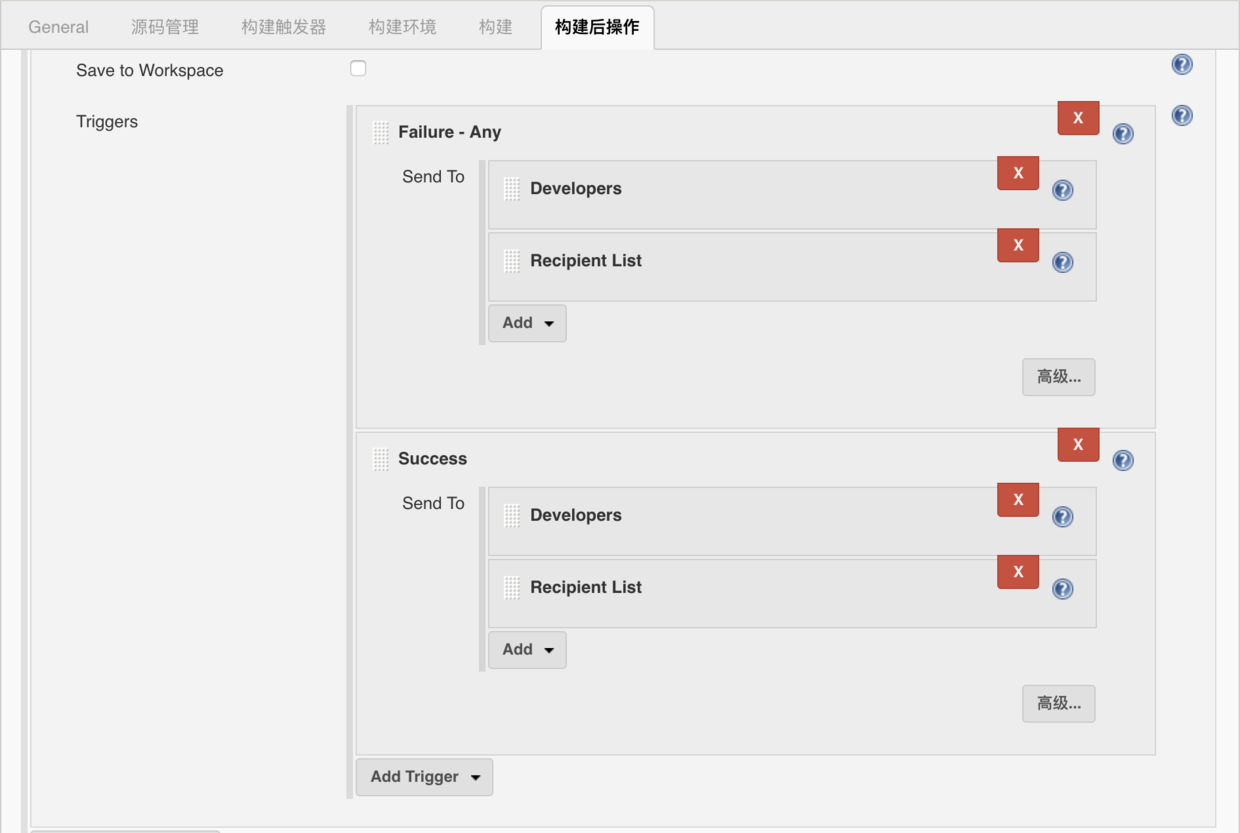 General 源码管理 构建触发器 构建环境 构建 构建后操作
Save to Workspace
Triggers
Failure - Any
X
Send To
Developers
X
Recipient List
X
Add
高级...
Success
X
Send To
Developers
X
Recipient List
X
Add
高级...
Add Trigger